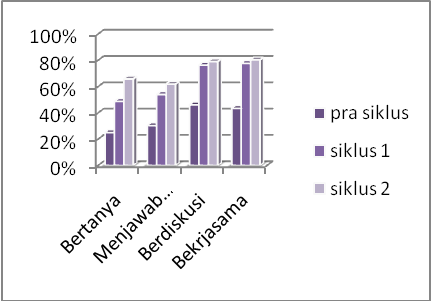 100%
80%
60%
40%
20%
0%
Bertanya
Menjawab...
Berdiskusi
Bekrjasama
pra siklus
siklus 1
siklus 2